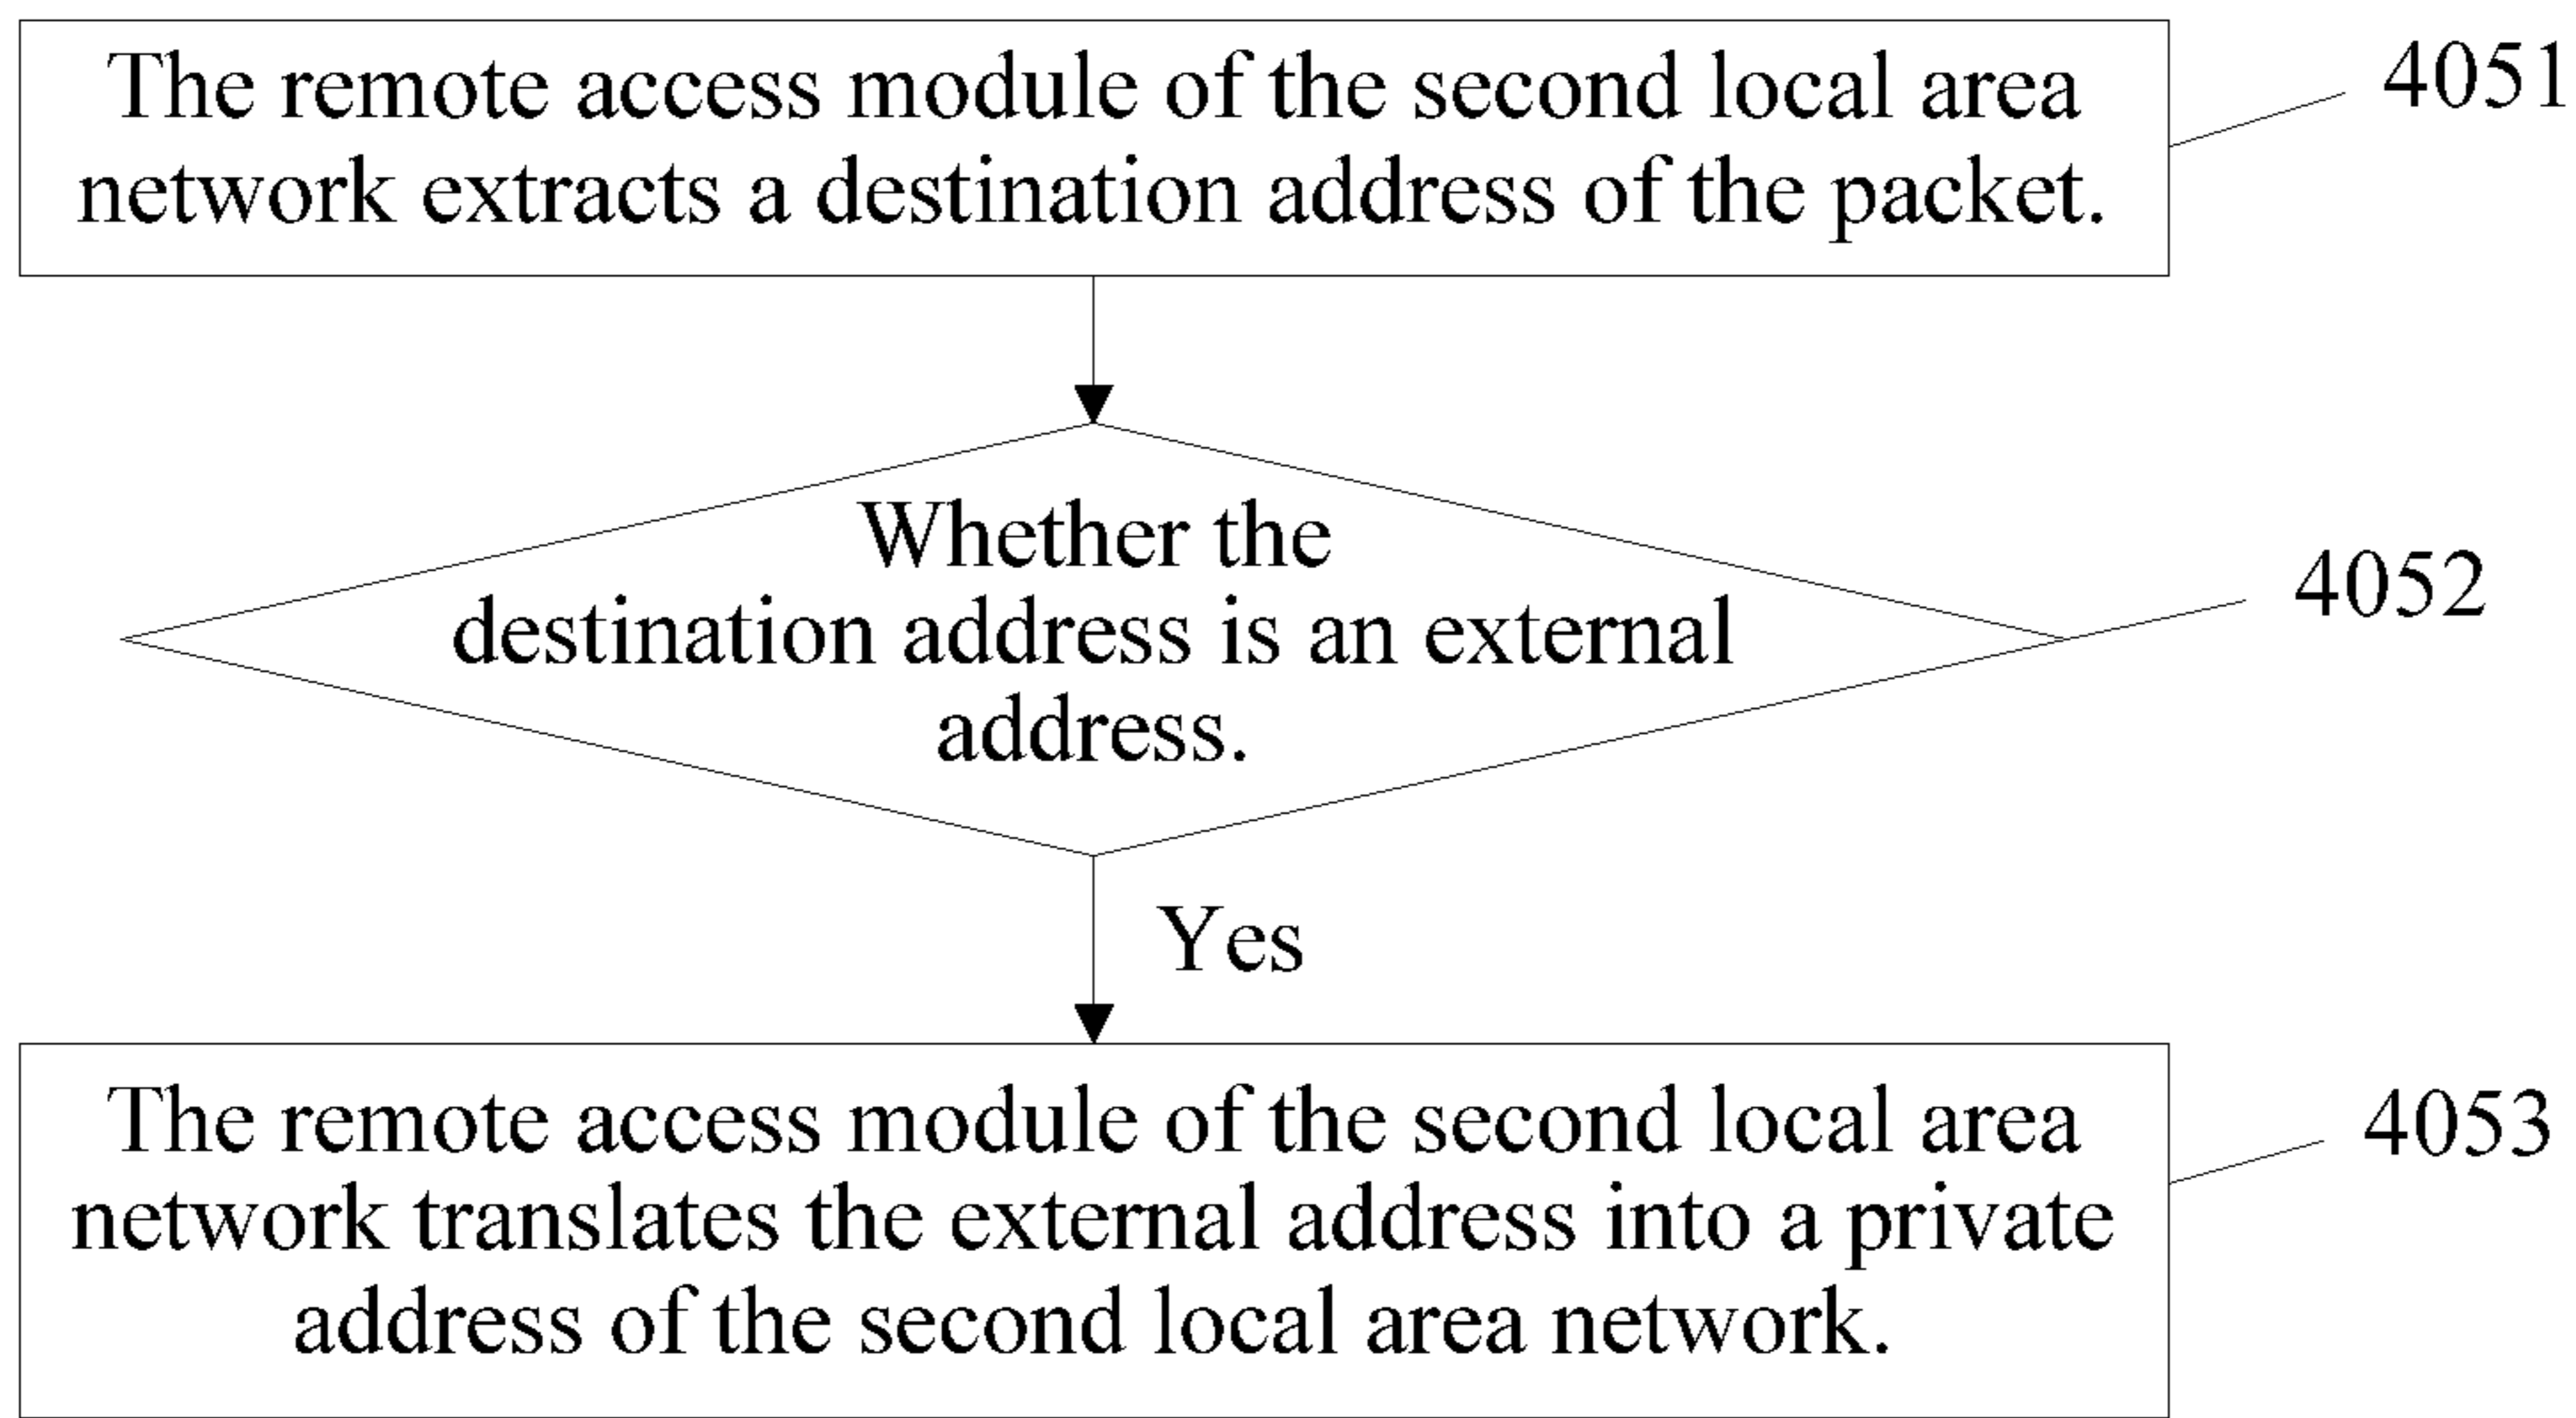 The remote access module of the second local area
network extracts a destination address of the packet.
4051
Whether the
destination address is an external
address.
4052
Yes
The remote access module of the second local area
network translates the external address into a private
address of the second local area network.
4053